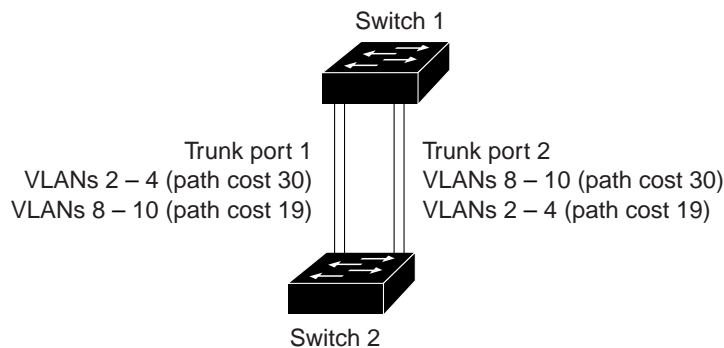 Switch 1
Trunk port 1
VLANs 2 – 4 (path cost 30)
VLANs 8 – 10 (path cost 19)
Trunk port 2
VLANs 8 – 10 (path cost 30)
VLANs 2 – 4 (path cost 19)
Switch 2